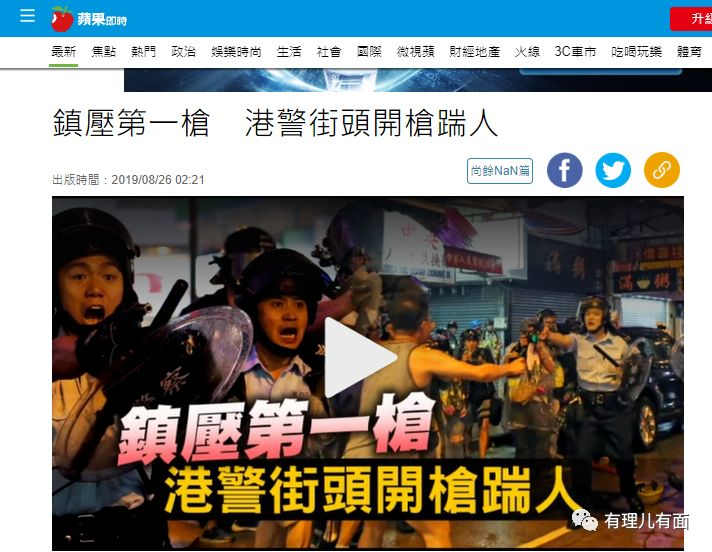 蘋果即時
升級
最新 焦點 熱門 政治 娛樂時尚 生活 社會 國際 微視蘋 財經地產 火線 3C車市 吃喝玩樂 體育
鎮壓第一槍 港警街頭開槍踹人
出版時間：2019/08/26 02:21
尚餘NaN篇
滿粥
鎮壓第一槍
港警街頭開槍踹人
有理儿有面